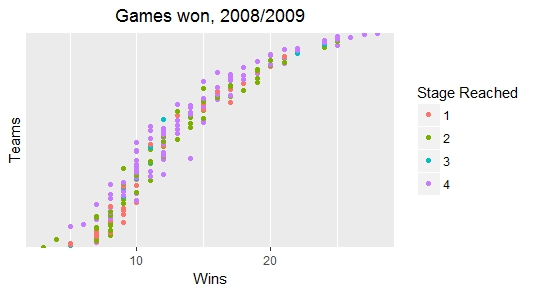 Games won, 2008/2009
Teams
Stage Reached
1
2
3
4
10 20
Wins